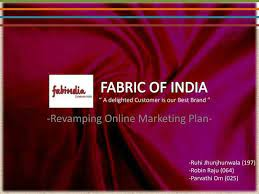 fabindia
FABRIC OF INDIA
“ A delighted Customer is our Best Brand ”
-Revamping Online Marketing Plan-
-Ruhi Jhunjhunwala (197)
-Robin Raju (064)
-Parvathi Om (025)